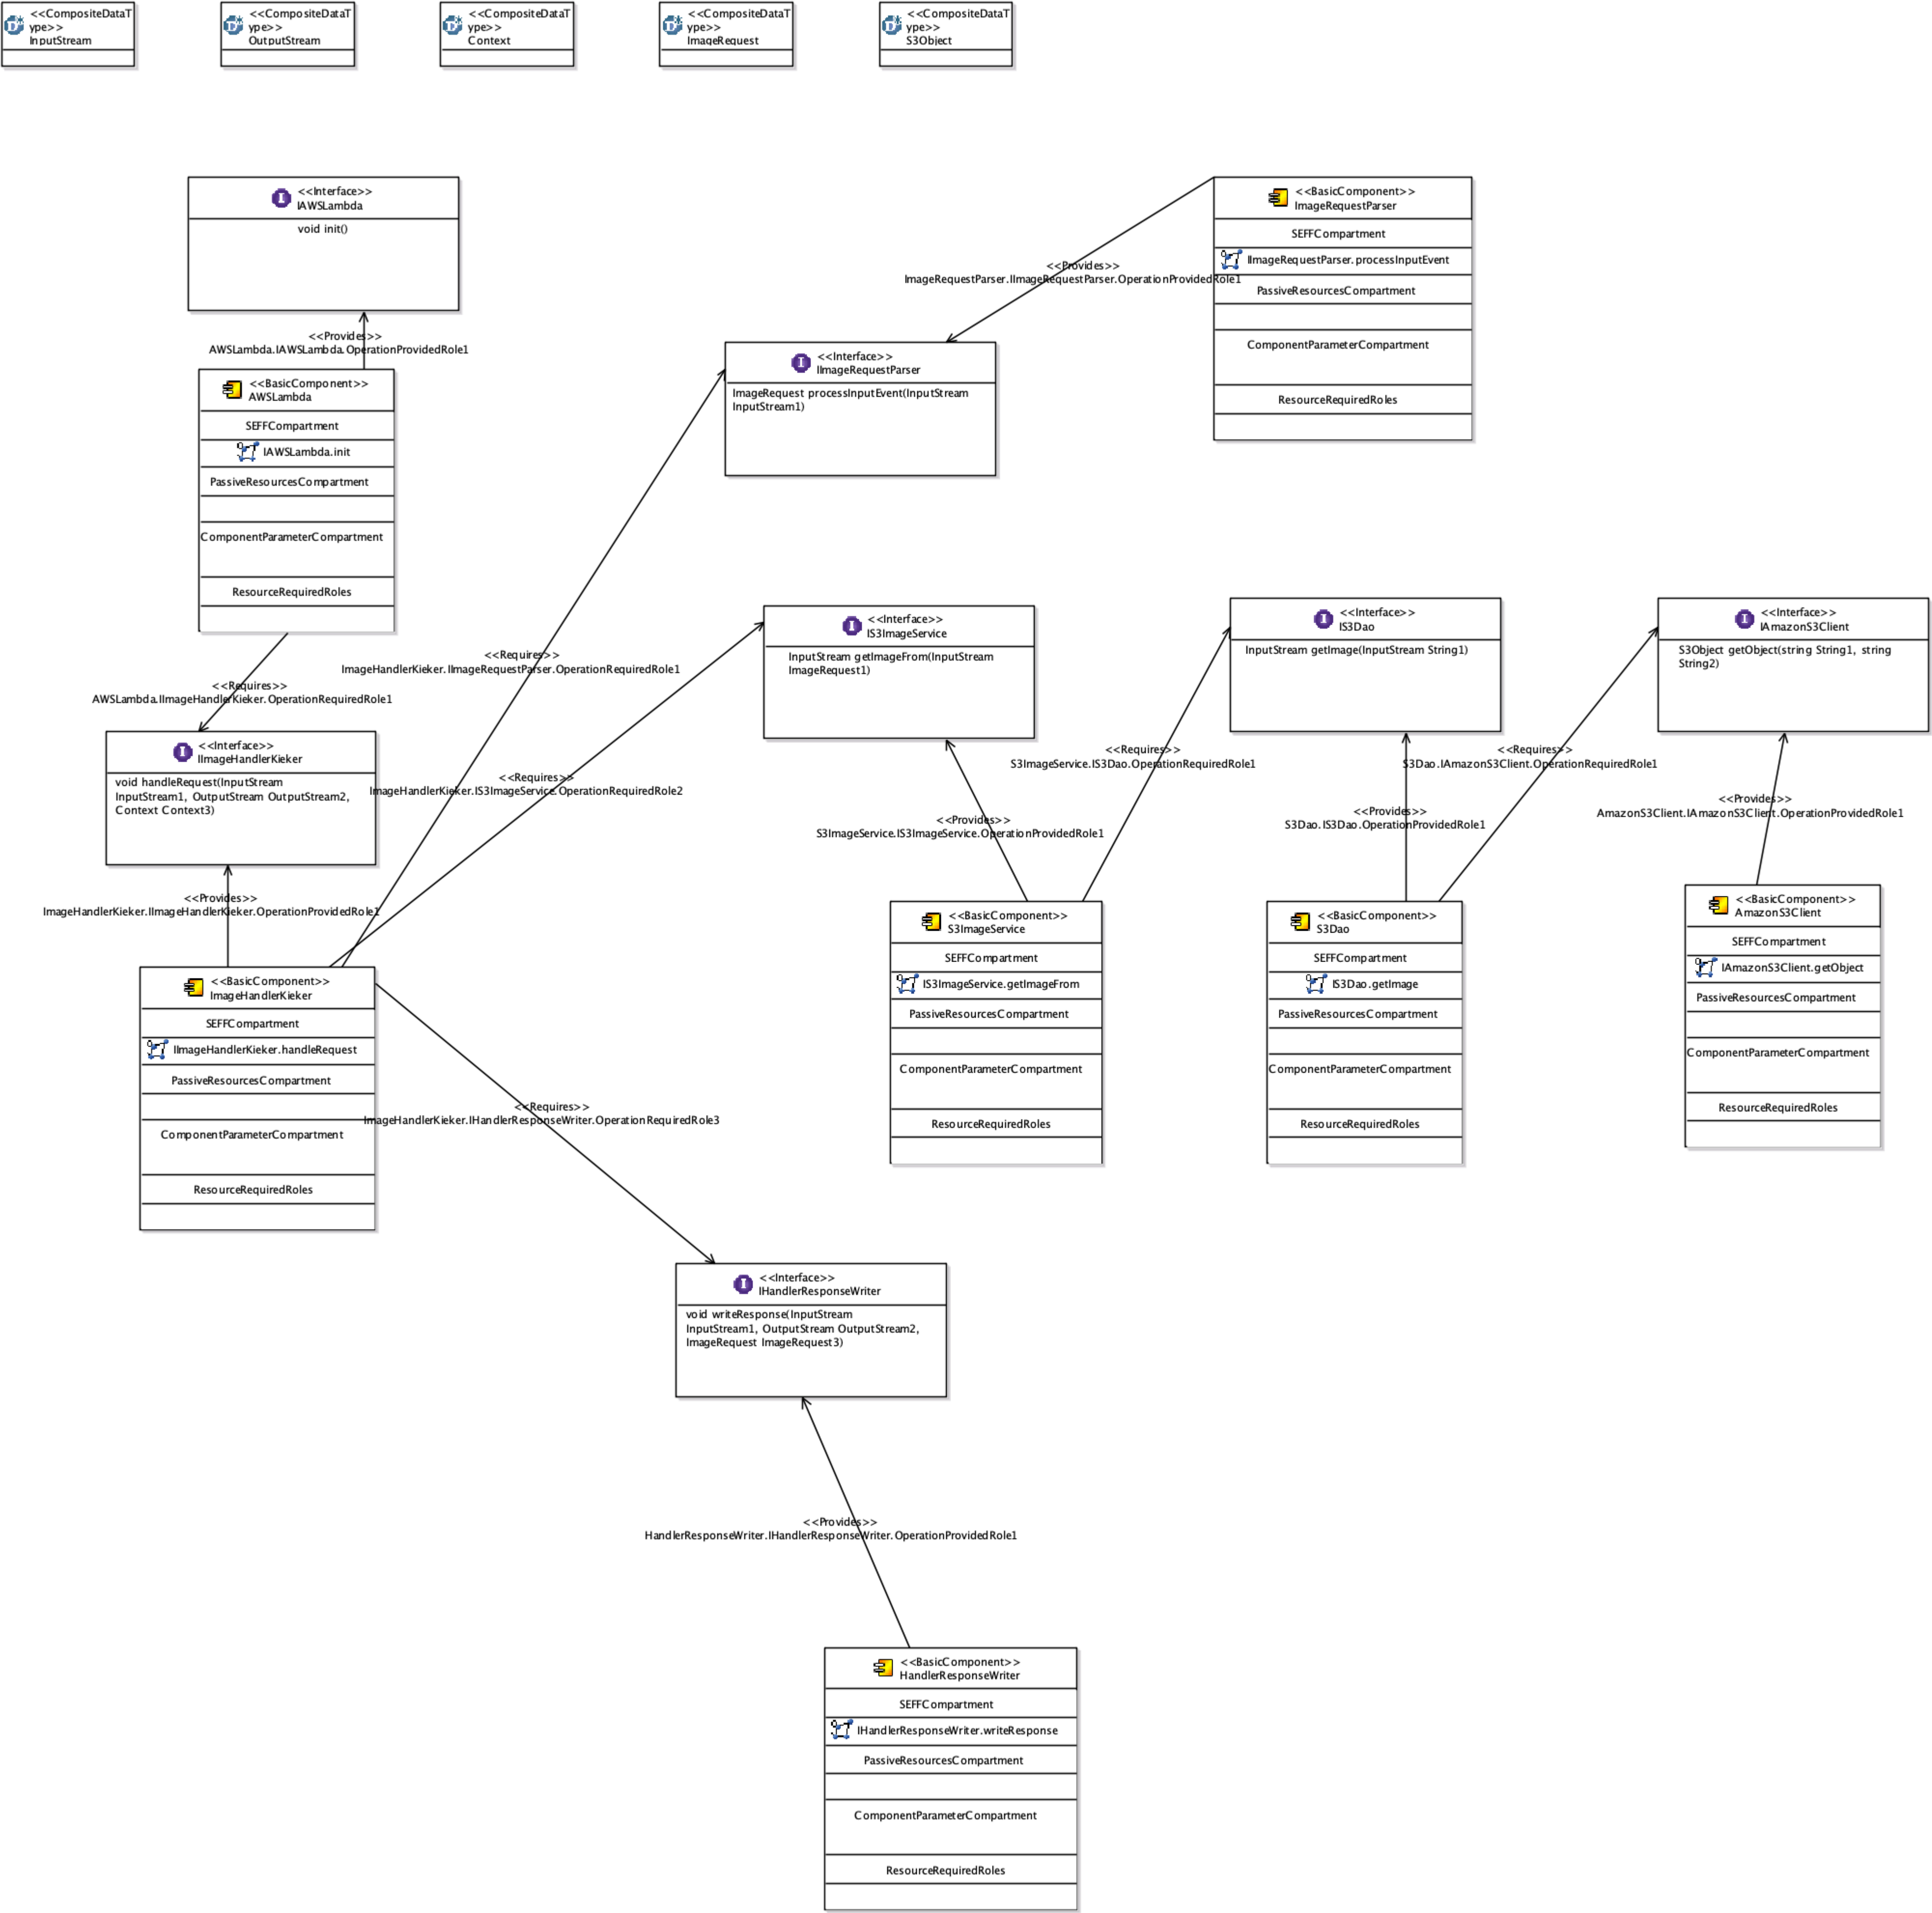 <<CompositeDataT
ype>>
InputStream
<<CompositeDataT
ype>>
OutputStream
<<CompositeDataT
ype>>
Context
<<CompositeDataT
ype>>
ImageRequest
<<CompositeDataT
ype>>
S3Object
<<Interface>>
IAWSLambda
void init()
<<BasicComponent>>
ImageRequestParser
SEFFCompartment
IImageRequestParser.processInputEvent
PassiveResourcesCompartment
ComponentParameterCompartment
ResourceRequiredRoles
<<Provides>>
ImageRequestParser.IImageRequestParser.OperationProvidedRole1
<<Provides>>
AWSLambda.IAWSLambda.OperationProvidedRole1
<<Interface>>
IImageRequestParser
ImageRequest processInputEvent(InputStream
InputStream1)
<<BasicComponent>>
AWSLambda
SEFFCompartment
IAWSLambda.init
PassiveResourcesCompartment
ComponentParameterCompartment
ResourceRequiredRoles
<<Requires>>
ImageHandlerKieker.IImageRequestParser.OperationRequiredRole1
<<Interface>>
IS3ImageService
InputStream getImageFrom(InputStream
ImageRequest1)
<<Interface>>
IS3Dao
InputStream getImage(InputStream String1)
<<Interface>>
IAmazonS3Client
S3Object getObject(string String1, string
String2)
<<Requires>>
AWSLambda.IImageHandlerKieker.OperationRequiredRole1
<<Interface>>
IImageHandlerKieker
void handleRequest(InputStream
InputStream1, OutputStream OutputStream2,
Context Context3)
<<Requires>>
ImageHandlerKieker.IS3ImageService.OperationRequiredRole2
<<Requires>>
S3ImageService.IS3Dao.OperationRequiredRole1
<<Requires>>
S3Dao.IAmazonS3Client.OperationRequiredRole1
<<Provides>>
S3ImageService.IS3ImageService.OperationProvidedRole1
<<Provides>>
S3Dao.IS3Dao.OperationProvidedRole1
<<Provides>>
AmazonS3Client.IAmazonS3Client.OperationProvidedRole1
<<Provides>>
ImageHandlerKieker.IImageHandlerKieker.OperationProvidedRole1
<<BasicComponent>>
ImageHandlerKieker
SEFFCompartment
IImageHandlerKieker.handleRequest
PassiveResourcesCompartment
ComponentParameterCompartment
ResourceRequiredRoles
<<BasicComponent>>
S3ImageService
SEFFCompartment
IS3ImageService.getImageFrom
PassiveResourcesCompartment
ComponentParameterCompartment
ResourceRequiredRoles
<<BasicComponent>>
S3Dao
SEFFCompartment
IS3Dao.getImage
PassiveResourcesCompartment
ComponentParameterCompartment
ResourceRequiredRoles
<<BasicComponent>>
AmazonS3Client
SEFFCompartment
IAmazonS3Client.getObject
PassiveResourcesCompartment
ComponentParameterCompartment
ResourceRequiredRoles
<<Requires>>
ImageHandlerKieker.IHandlerResponseWriter.OperationRequiredRole3
<<Interface>>
IHandlerResponseWriter
void writeResponse(InputStream
InputStream1, OutputStream OutputStream2,
ImageRequest ImageRequest3)
<<Provides>>
HandlerResponseWriter.IHandlerResponseWriter.OperationProvidedRole1
<<BasicComponent>>
HandlerResponseWriter
SEFFCompartment
IHandlerResponseWriter.writeResponse
PassiveResourcesCompartment
ComponentParameterCompartment
ResourceRequiredRoles